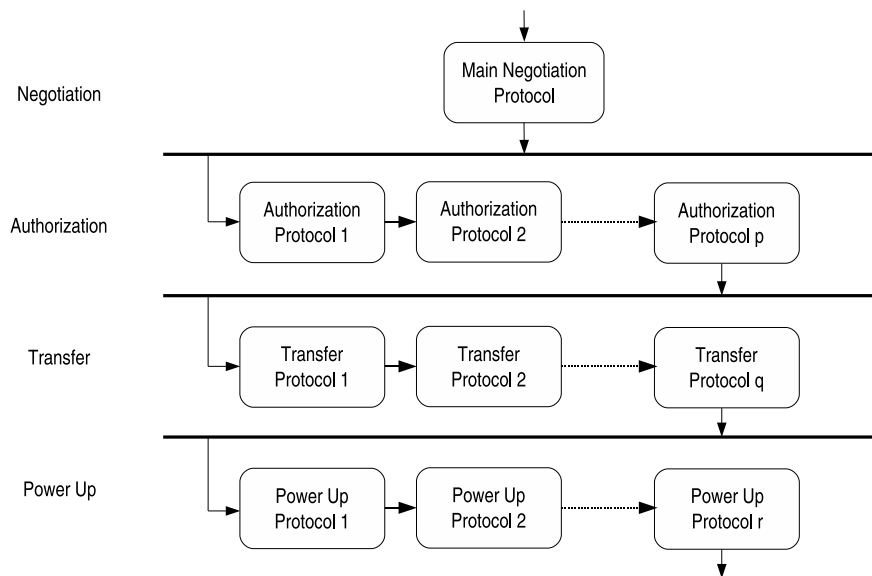 Main Negotiation
Protocol
Negotiation
Authorization
Protocol 1
Authorization
Protocol 2
Authorization
Protocol p
Authorization
Transfer
Protocol 1
Transfer
Protocol 2
Transfer
Protocol q
Transfer
Power Up
Protocol 1
Power Up
Protocol 2
Power Up
Protocol r
Power Up